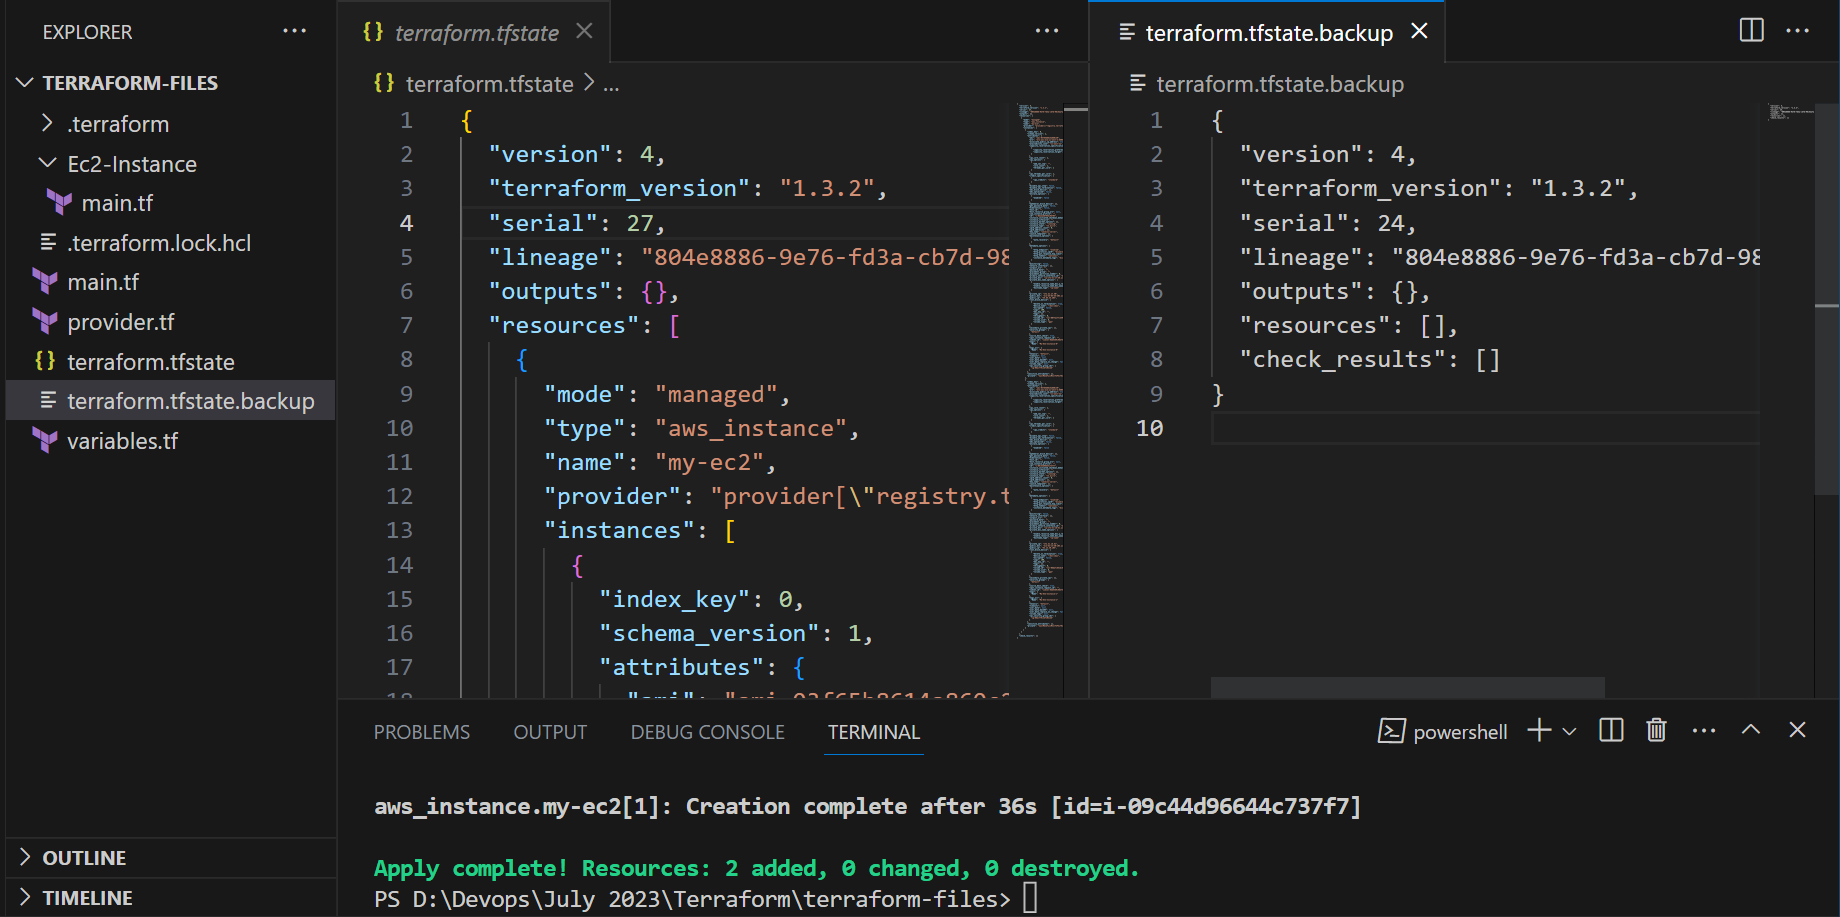 EXPLORER
TERRAFORM-FILES
.terraform
Ec2-Instance
main.tf
.terraform.lock.hcl
main.tf
provider.tf
terraform.tfstate
terraform.tfstate.backup
variables.tf
OUTLINE
TIMELINE
{} terraform.tfstate
{} terraform.tfstate > ...
1 {
2 "version": 4,
3 "terraform_version": "1.3.2",
4 "serial": 27,
5 "lineage": "804e8886-9e76-fd3a-cb7d-98
6 "outputs": {},
7 "resources": [
8 {
9 "mode": "managed",
10 "type": "aws_instance",
11 "name": "my-ec2",
12 "provider": "provider[\"registry.t
13 "instances": [
14 {
15 "index_key": 0,
16 "schema_version": 1,
17 "attributes": {
terraform.tfstate.backup
terraform.tfstate.backup
1 {
2 "version": 4,
3 "terraform_version": "1.3.2",
4 "serial": 24,
5 "lineage": "804e8886-9e76-fd3a-cb7d-98
6 "outputs": {},
7 "resources": [],
8 "check_results": []
9 }
10
PROBLEMS OUTPUT DEBUG CONSOLE TERMINAL powershell
aws_instance.my-ec2[1]: Creation complete after 36s [id=i-09c44d96644c737f7]
Apply complete! Resources: 2 added, 0 changed, 0 destroyed.
PS D:\Devops\July 2023\Terraform\terraform-files>